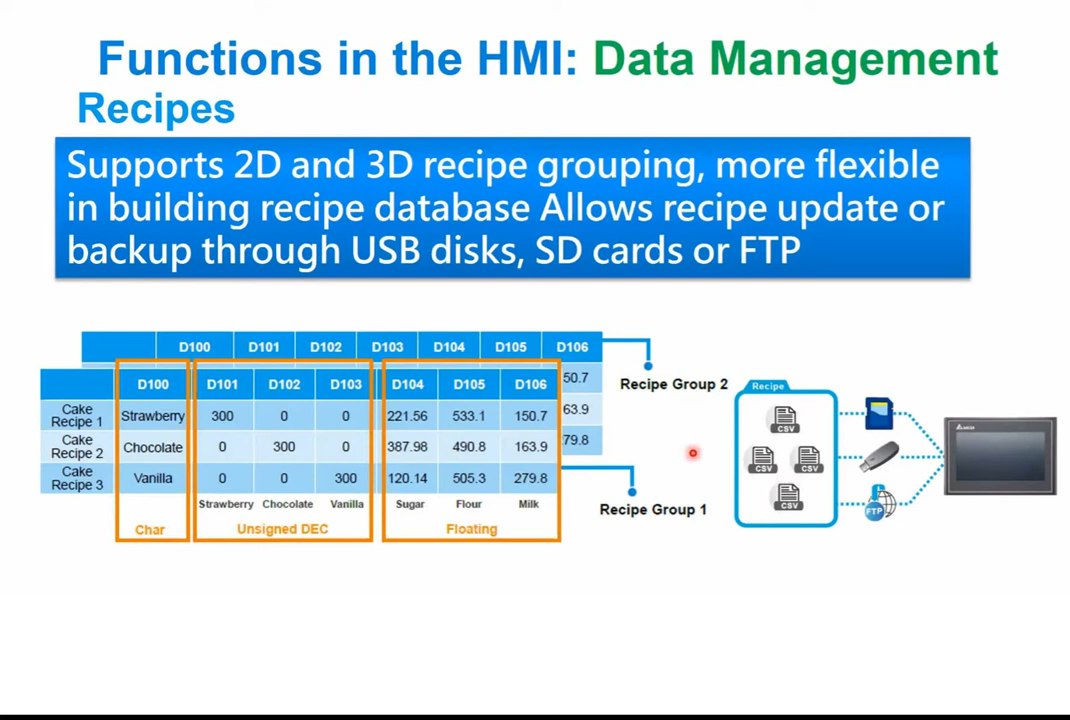 Functions in the HMI: Data Management
Recipes
Supports 2D and 3D recipe grouping, more flexible
in building recipe database Allows recipe update or
backup through USB disks, SD cards or FTP
D100 D101 D102 D103 D104 D105 D106
50.7
63.9
79.8
Recipe Group 2
D100 D101 D102 D103 D104 D105 D106
Cake Recipe 1 Strawberry 300 0 0 221.56 533.1 150.7
Cake Recipe 2 Chocolate 0 300 0 387.98 490.8 163.9
Cake Recipe 3 Vanilla 0 0 300 120.14 505.3 279.8
Strawberry Chocolate Vanilla Sugar Flour Milk
Char Unsigned DEC Floating
Recipe Group 1
Recipe
CSV
CSV CSV
CSV
FTP